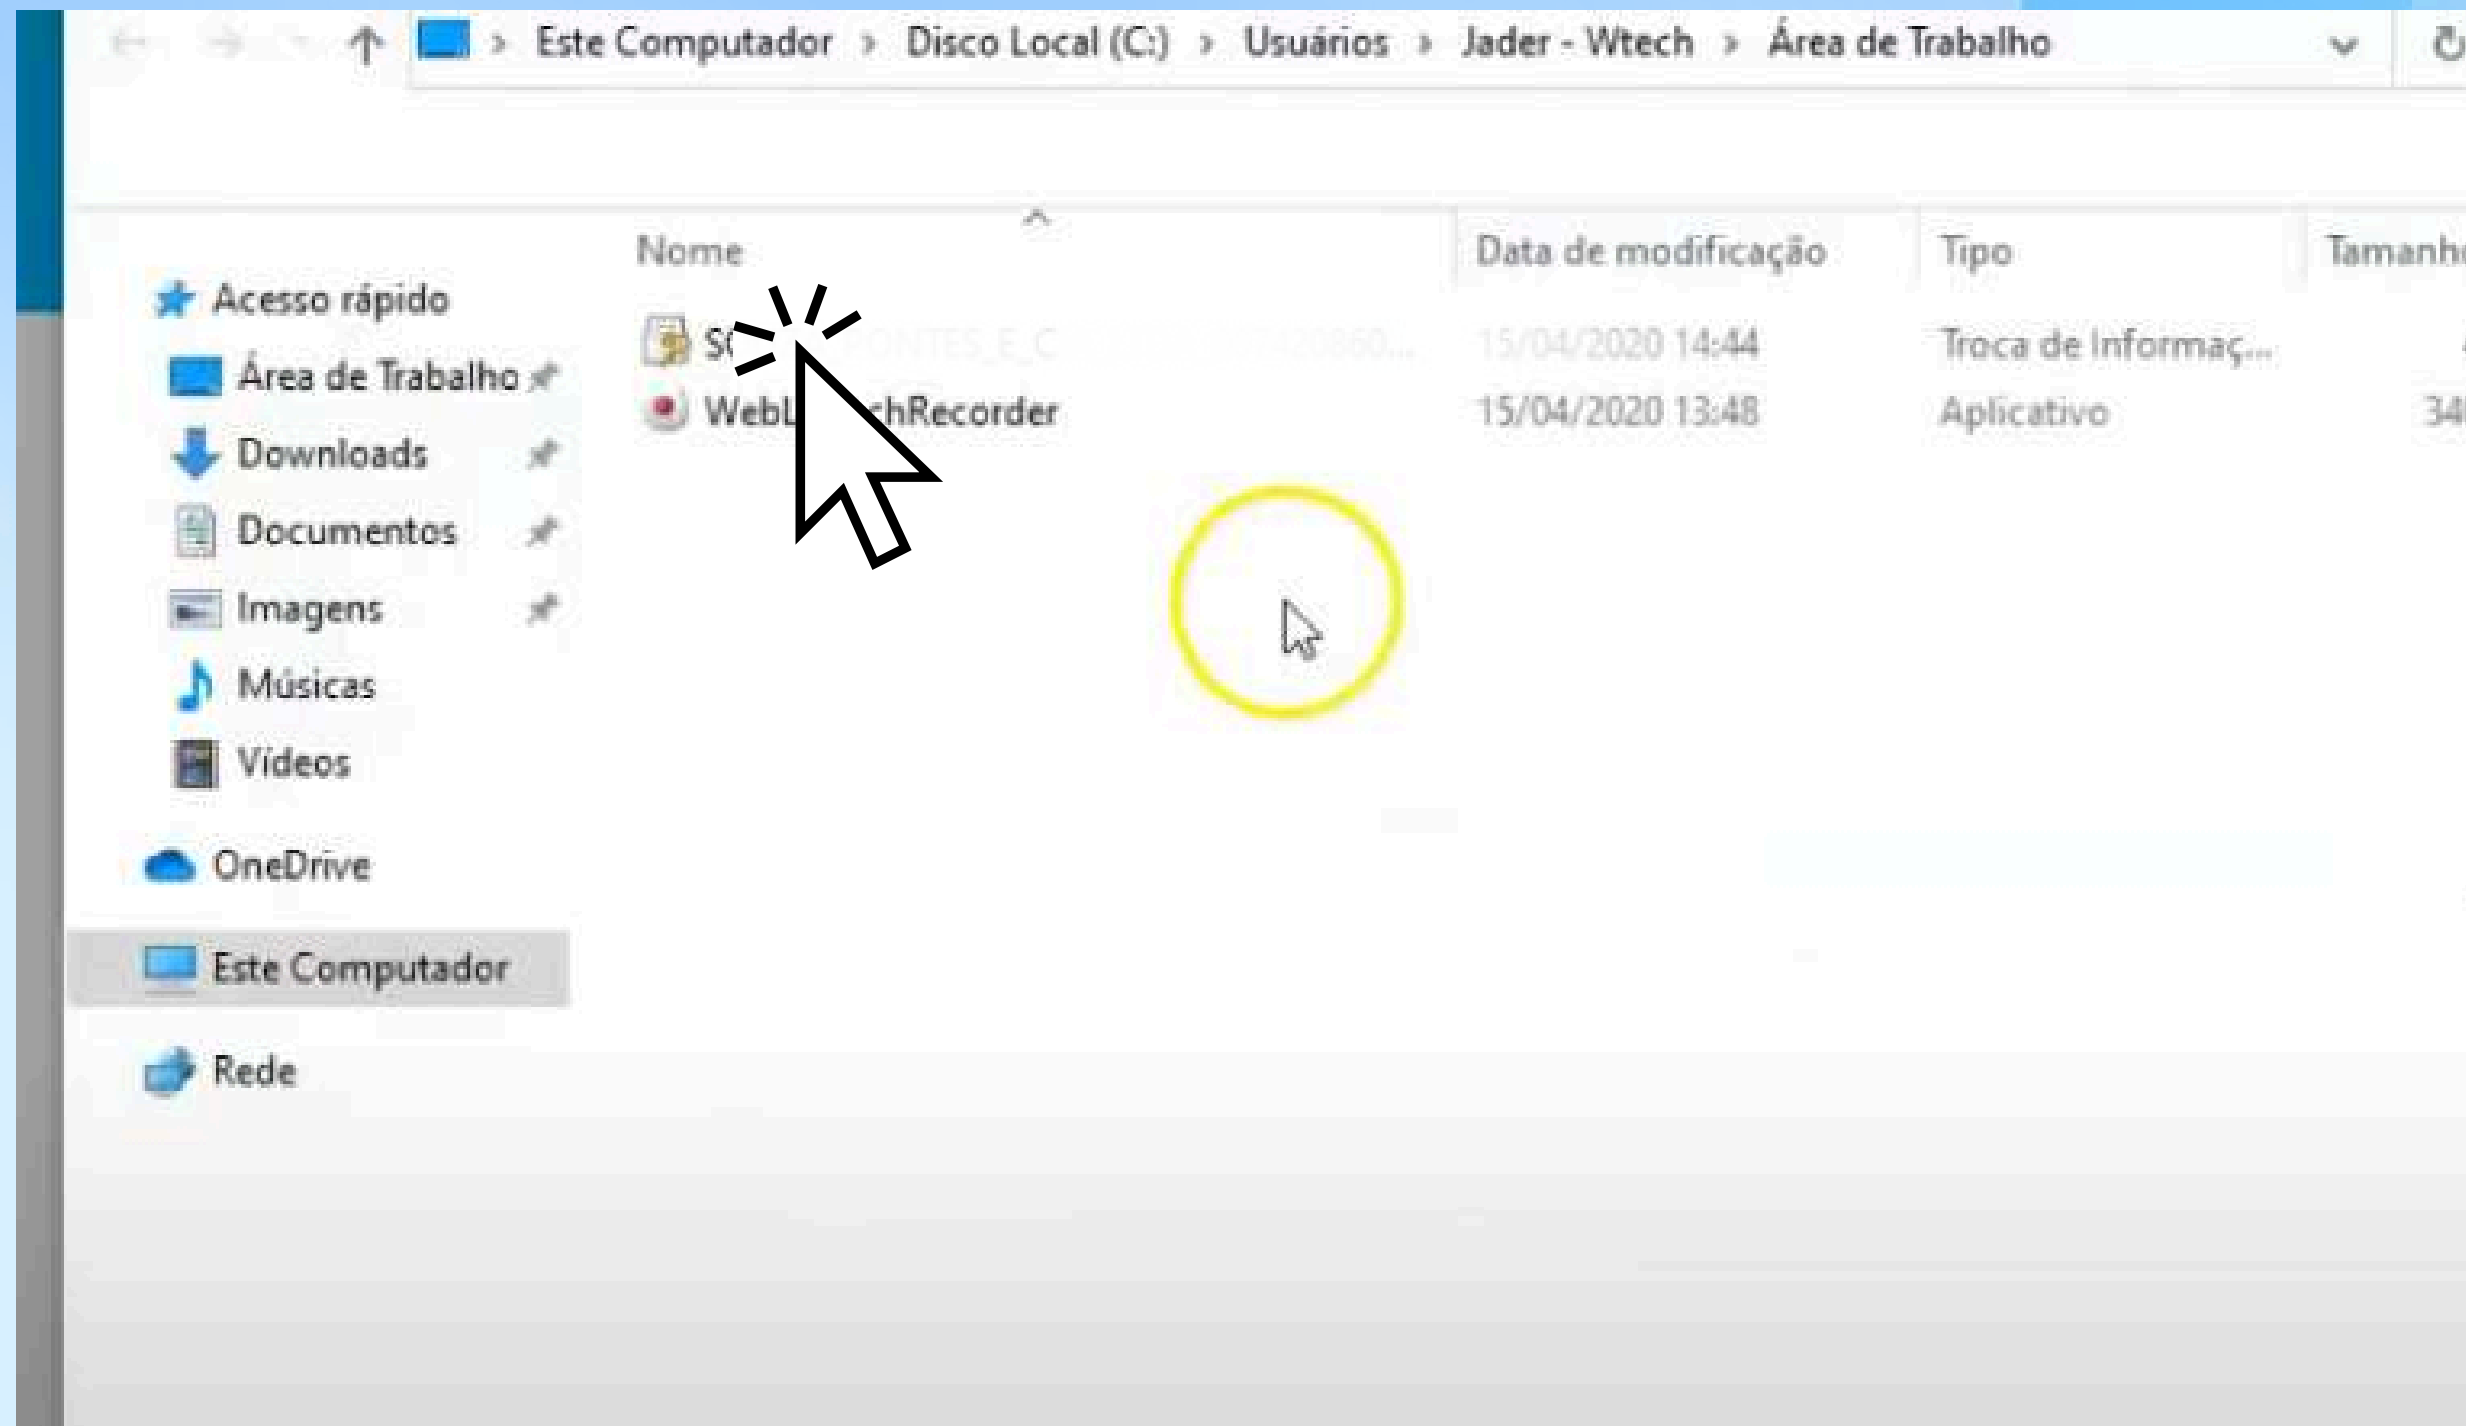 Este Computador > Disco Local (C:) > Usuários > Jader - Wtech > Área de Trabalho
Nome Data de modificação Tipo
Acesso rápido
Área de Trabalho
Downloads
Documentos
Imagens
Músicas
Vídeos
OneDrive
Este Computador
Rede
PONTES_E_C 15/04/2020 14:44 Troca de Informaç...
15/04/2020 13:48 Aplicativo